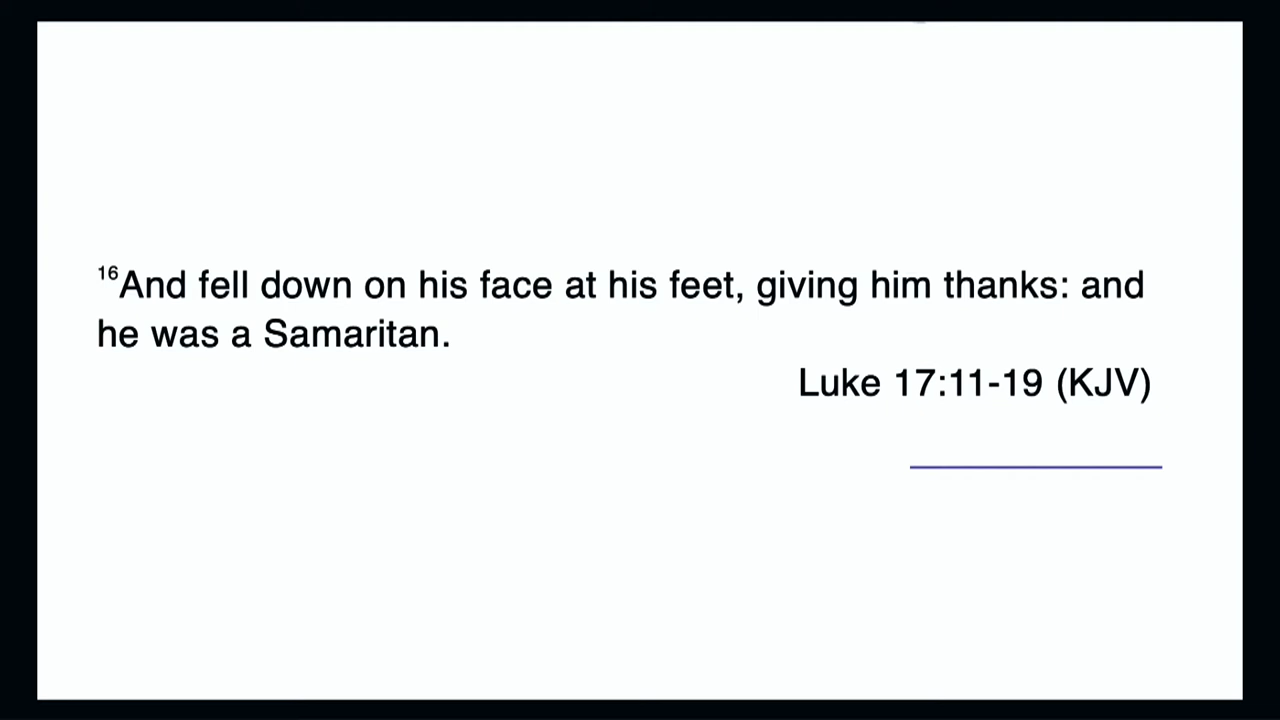 16And fell down on his face at his feet, giving him thanks: and
he was a Samaritan.
Luke 17:11-19 (KJV)